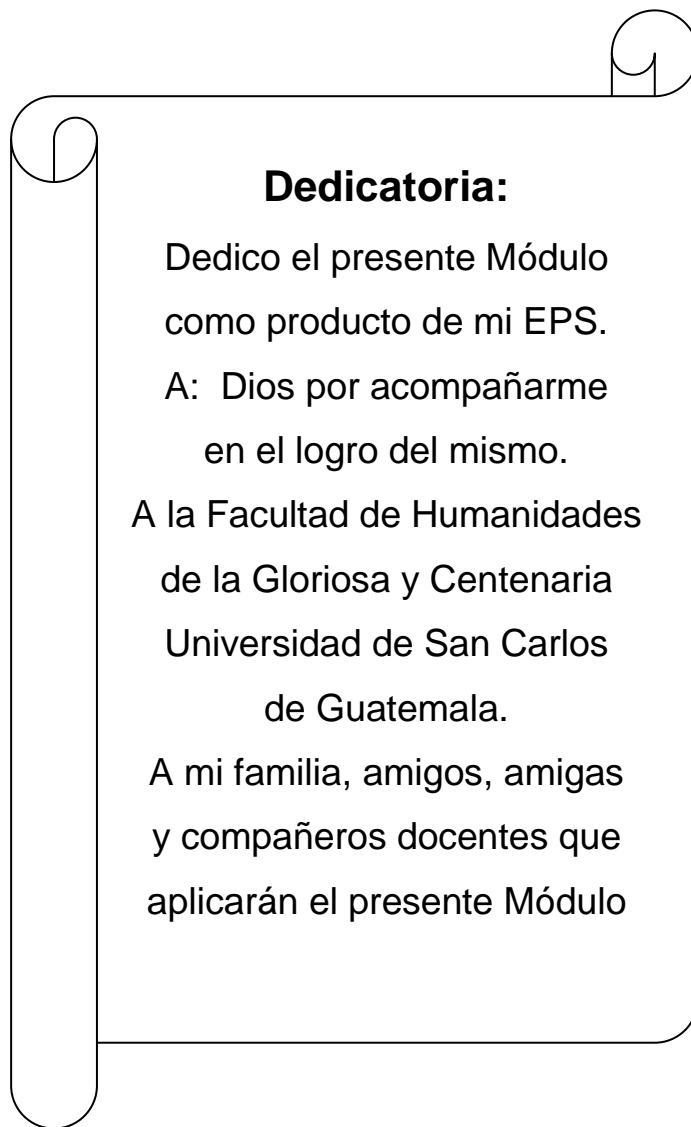 Dedicatoria:
Dedico el presente Módulo
como producto de mi EPS.
A:  Dios por acompañarme
en el logro del mismo.
A la Facultad de Humanidades
de la Gloriosa y Centenaria
Universidad de San Carlos
de Guatemala.
A mi familia, amigos, amigas
y compañeros docentes que
aplicarán el presente Módulo